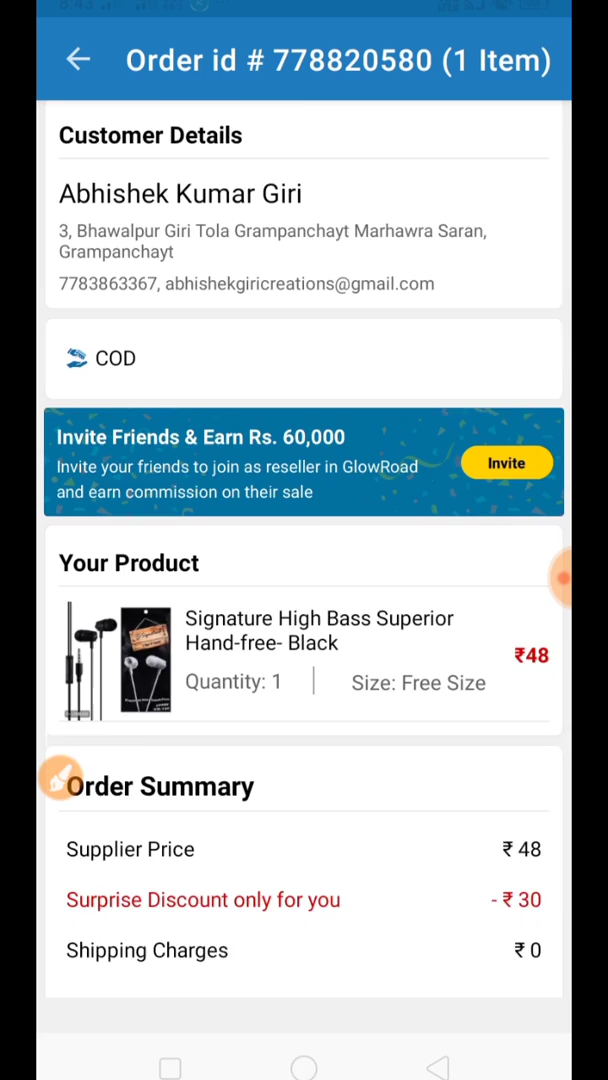 8:43
Order id # 778820580 (1 Item)
Customer Details
Abhishek Kumar Giri
3, Bhawalpur Giri Tola Grampanchayt Marhawra Saran,
Grampanchayt
7783863367, abhishekgiricreations@gmail.com
COD
Invite Friends & Earn Rs. 60,000
Invite your friends to join as reseller in GlowRoad
and earn commission on their sale
Invite
Your Product
Signature High Bass Superior
Hand-free- Black
₹48
Quantity: 1
Size: Free Size
Order Summary
Supplier Price
₹ 48
Surprise Discount only for you
- ₹ 30
Shipping Charges
₹ 0